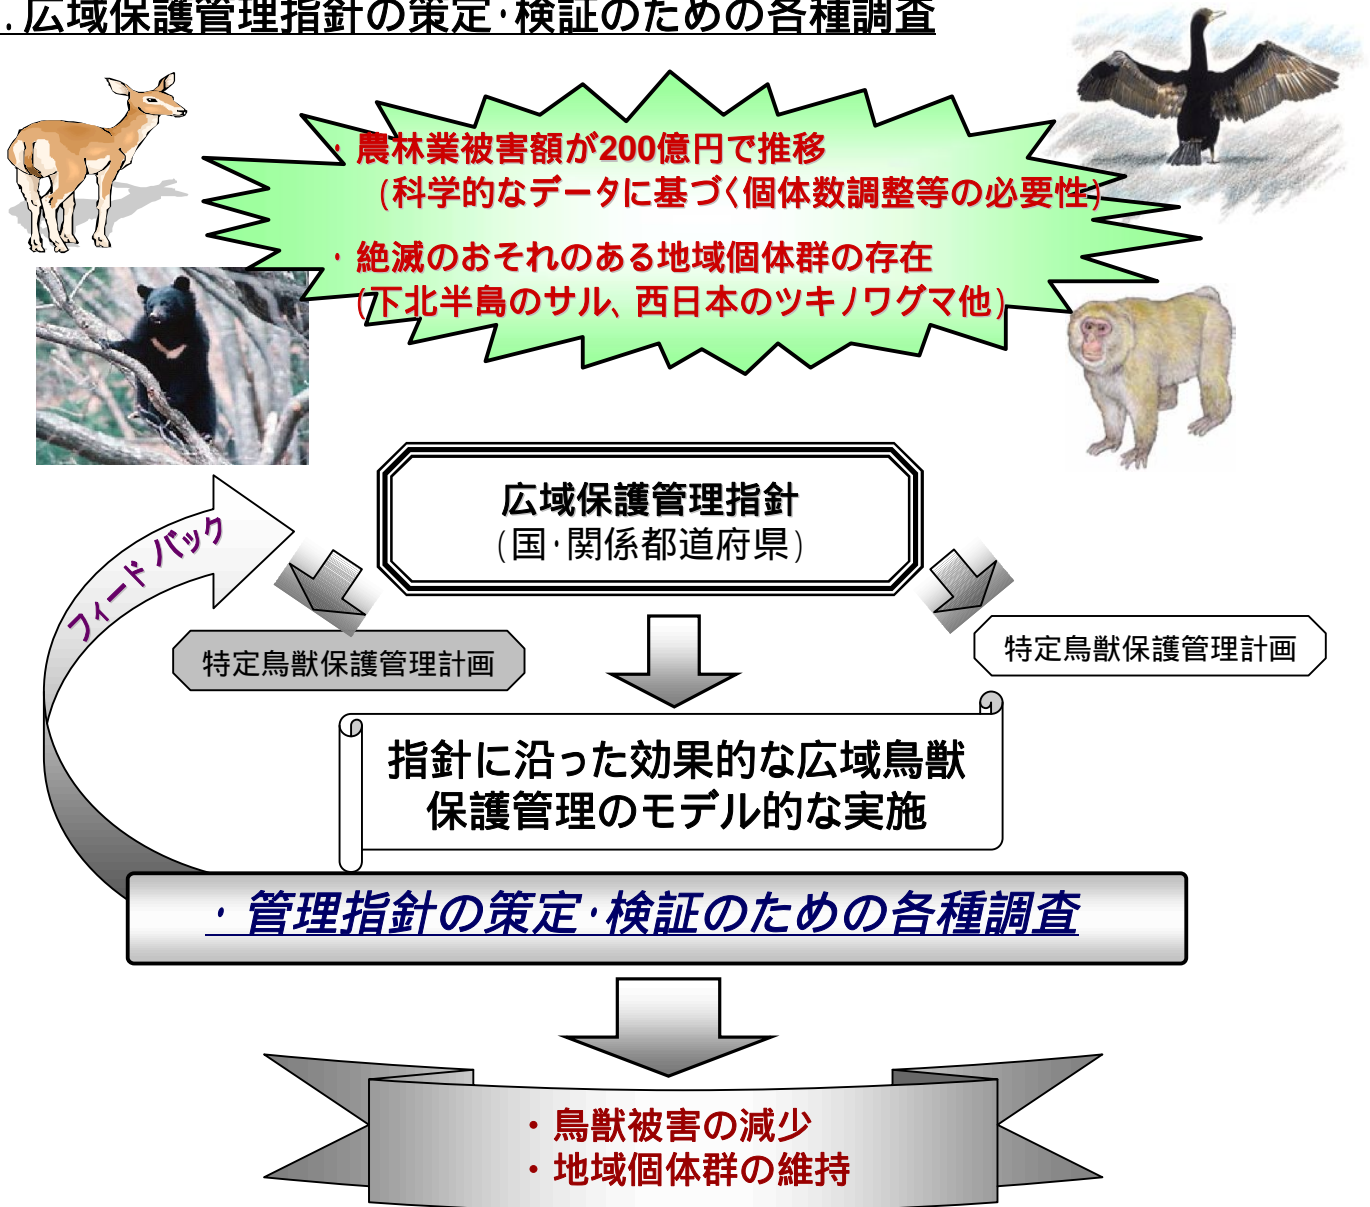 .広域保護管理指針の策定・検証のための各種調査
・農林業被害額が200億円で推移
(科学的なデータに基づく個体数調整等の必要性)
・絶滅のおそれのある地域個体群の存在
(下北半島のサル、西日本のツキノワグマ他)
広域保護管理指針
(国・関係都道府県)
フィードバック
特定鳥獣保護管理計画
特定鳥獣保護管理計画
指針に沿った効果的な広域鳥獣
保護管理のモデル的な実施
・管理指針の策定・検証のための各種調査
・鳥獣被害の減少
・地域個体群の維持